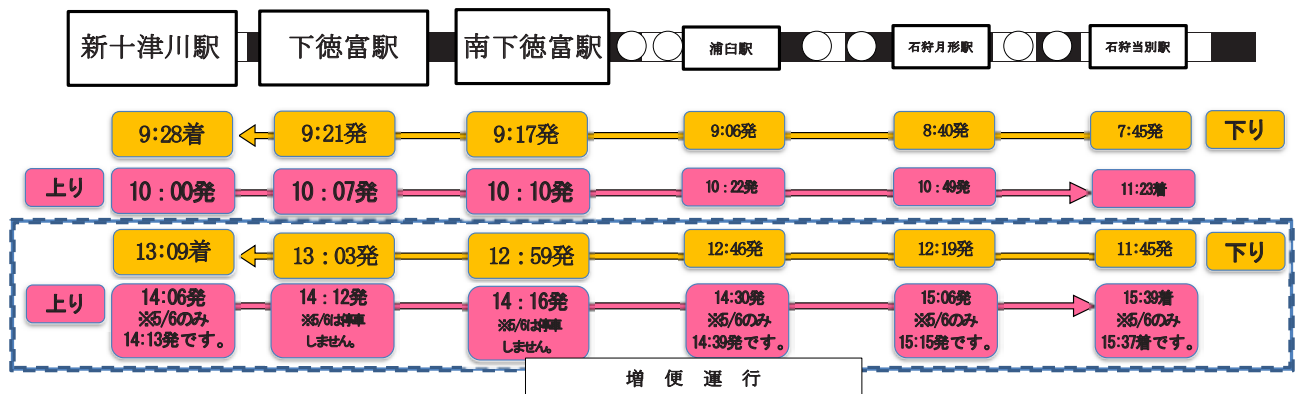 新十津川駅 下徳富駅 南下徳富駅 浦臼駅 石狩月形駅 石狩当別駅
9:28着 9:21発 9:17発 9:06発 8:40発 7:45発 下り
上り 10：00発 10：07発 10：10発 10：22発 10：49発 11:23着
13:09着 13：03発 12：59発 12:46発 12:19発 11:45発 下り
上り
14:06発
※5/6のみ
14:13発です。
14：12発
※5/6は停車
しません。
14：16発
※5/6は停車
しません。
14:30発
※5/6のみ
14:39発です。
15:06発
※5/6のみ
15:15発です。
15:39着
※5/6のみ
15:37着です。
増 便 運 行